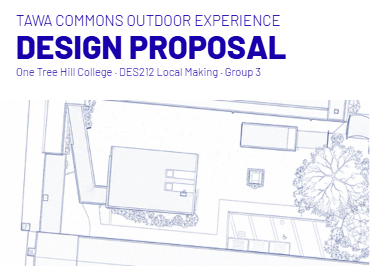 TAWA COMMONS OUTDOOR EXPERIENCE
DESIGN PROPOSAL
One Tree Hill College · DES212 Local Making · Group 3